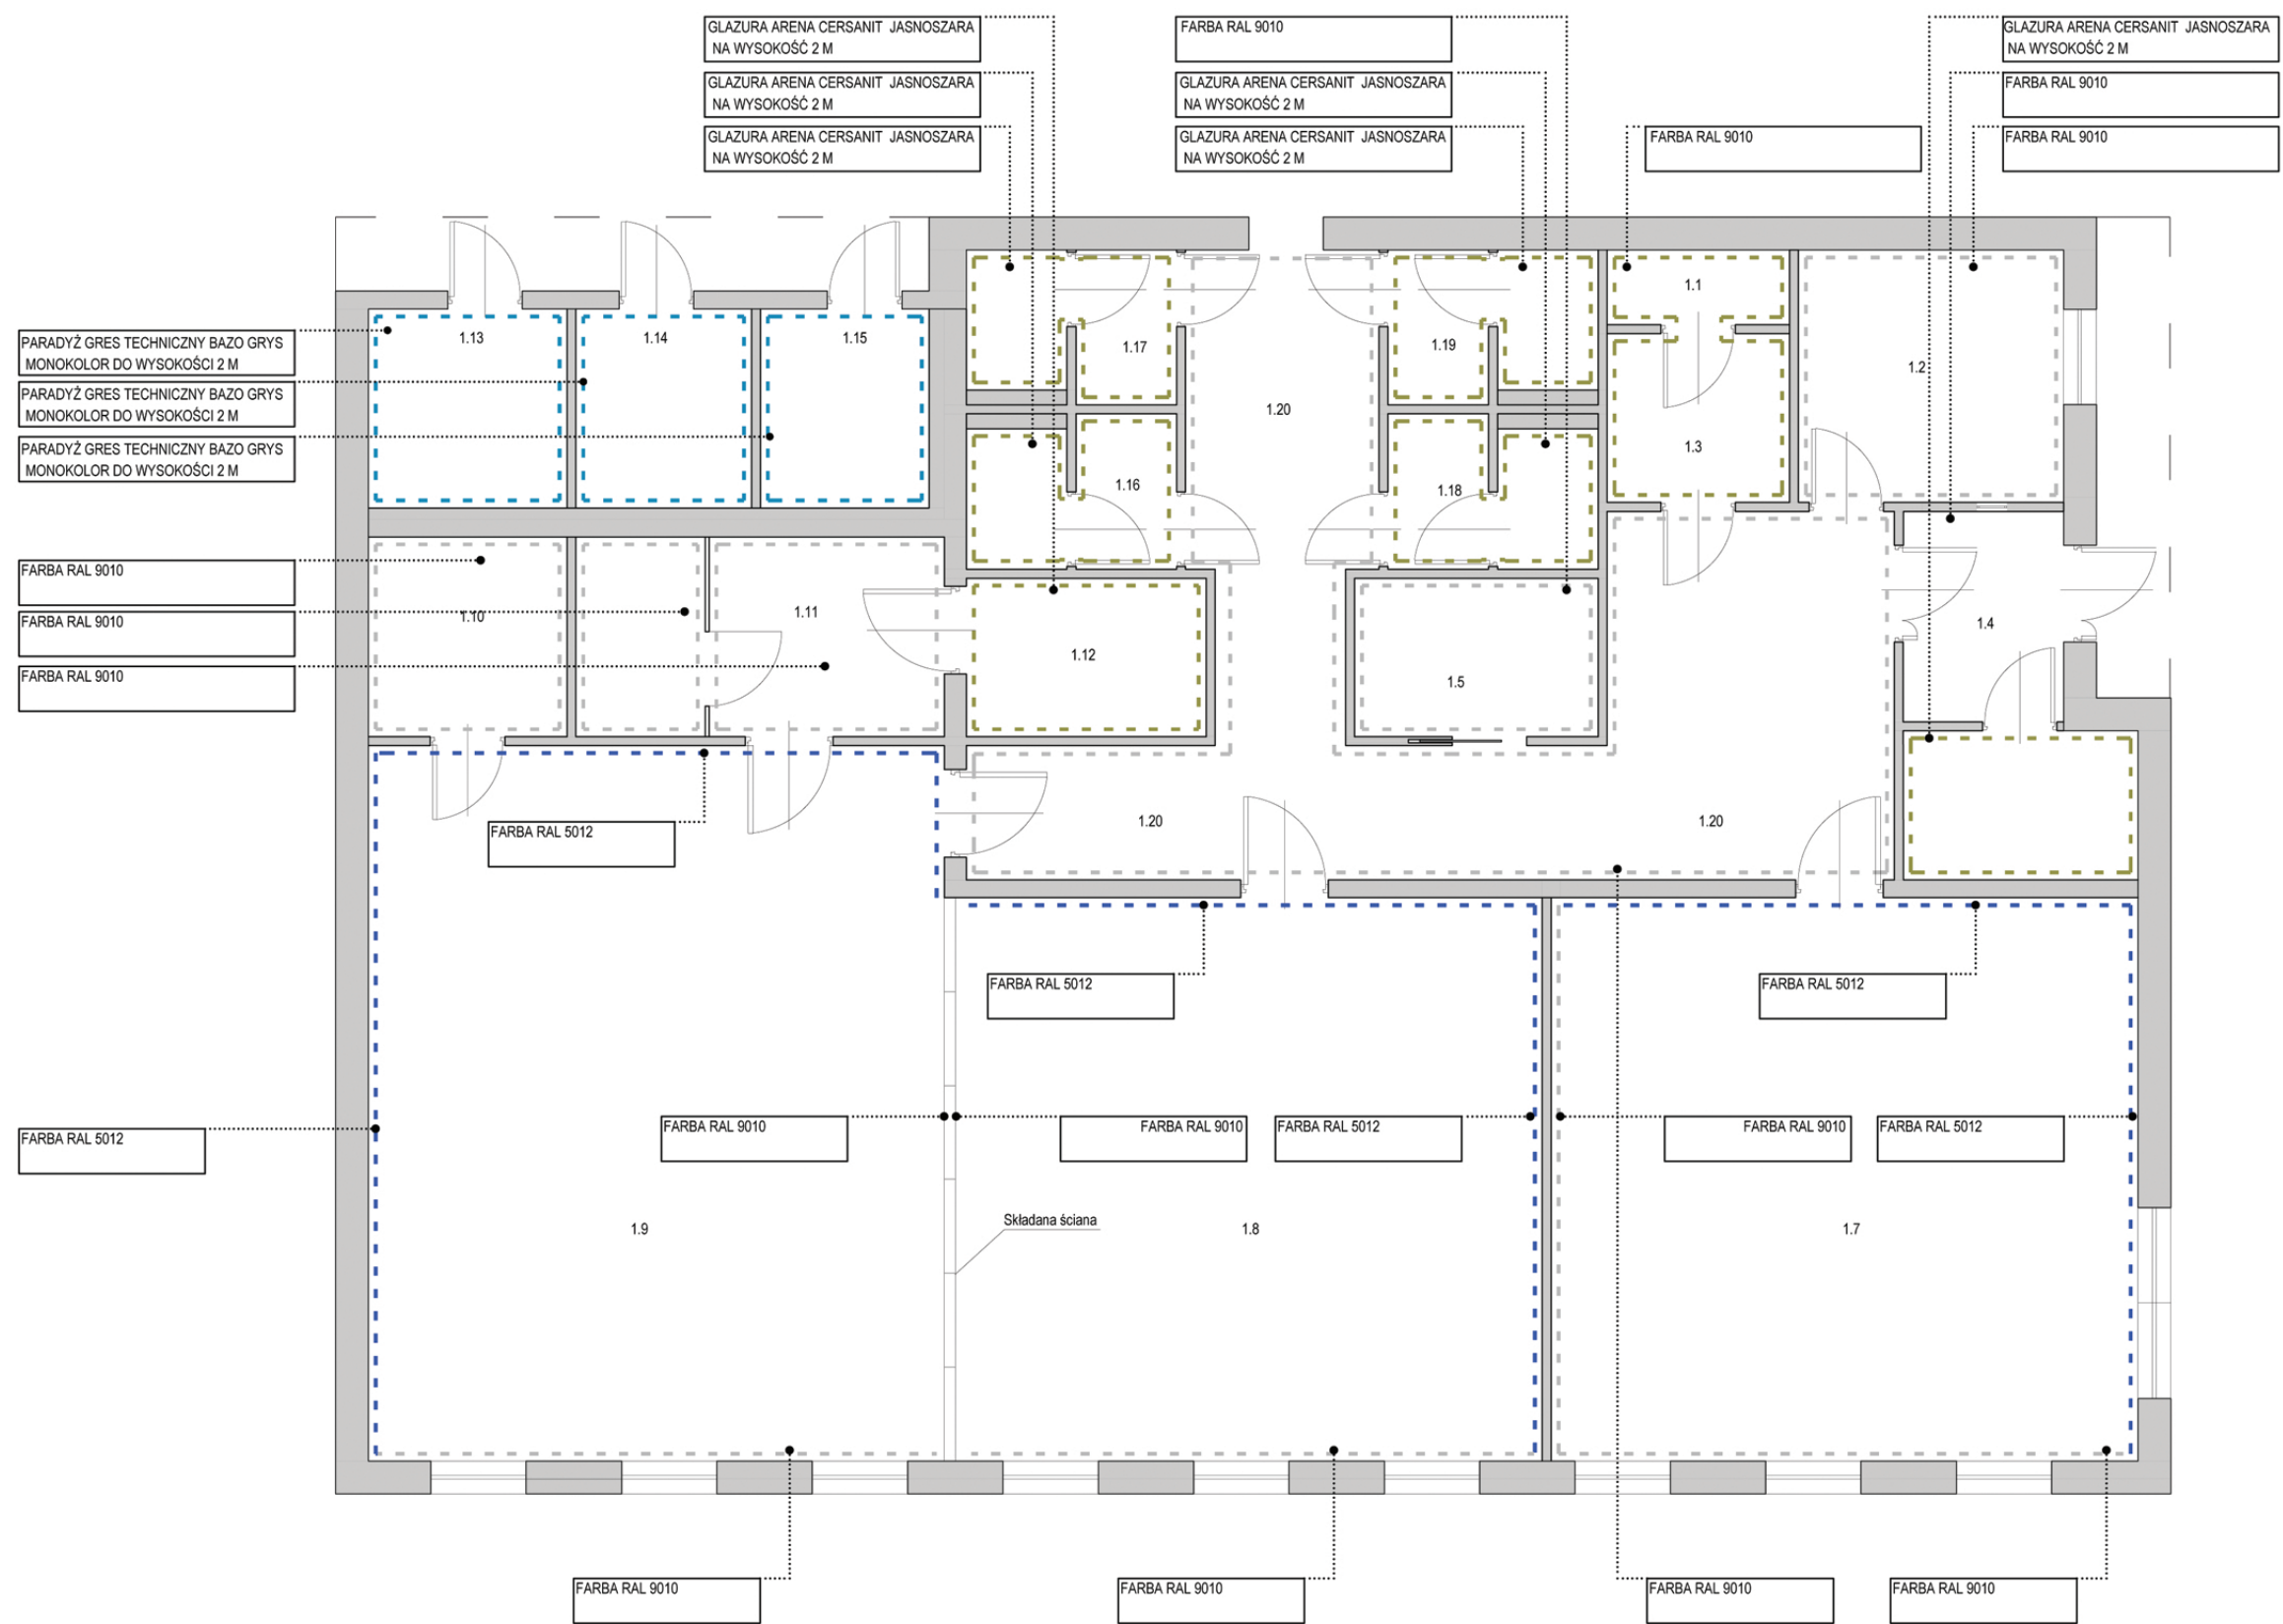 GLAZURA ARENA CERSANIT JASNOSZARA
NA WYSOKOŚĆ 2 M
FARBA RAL 9010
GLAZURA ARENA CERSANIT JASNOSZARA
NA WYSOKOŚĆ 2 M
GLAZURA ARENA CERSANIT JASNOSZARA
NA WYSOKOŚĆ 2 M
GLAZURA ARENA CERSANIT JASNOSZARA
NA WYSOKOŚĆ 2 M
FARBA RAL 9010
GLAZURA ARENA CERSANIT JASNOSZARA
NA WYSOKOŚĆ 2 M
GLAZURA ARENA CERSANIT JASNOSZARA
NA WYSOKOŚĆ 2 M
FARBA RAL 9010
FARBA RAL 9010
1.1
PARADYŻ GRES TECHNICZNY BAZO GRYS
MONOKOLOR DO WYSOKOŚCI 2 M
1.13
1.14
1.15
1.17
1.19
1.2
PARADYŻ GRES TECHNICZNY BAZO GRYS
MONOKOLOR DO WYSOKOŚCI 2 M
1.20
PARADYŻ GRES TECHNICZNY BAZO GRYS
MONOKOLOR DO WYSOKOŚCI 2 M
1.3
1.16
1.18
FARBA RAL 9010
FARBA RAL 9010
1.10
1.11
1.4
1.12
FARBA RAL 9010
1.5
FARBA RAL 5012
1.20
1.20
FARBA RAL 5012
FARBA RAL 5012
FARBA RAL 5012
FARBA RAL 9010
FARBA RAL 9010
FARBA RAL 5012
FARBA RAL 9010
FARBA RAL 5012
Składana ściana
1.9
1.8
1.7
FARBA RAL 9010
FARBA RAL 9010
FARBA RAL 9010
FARBA RAL 9010